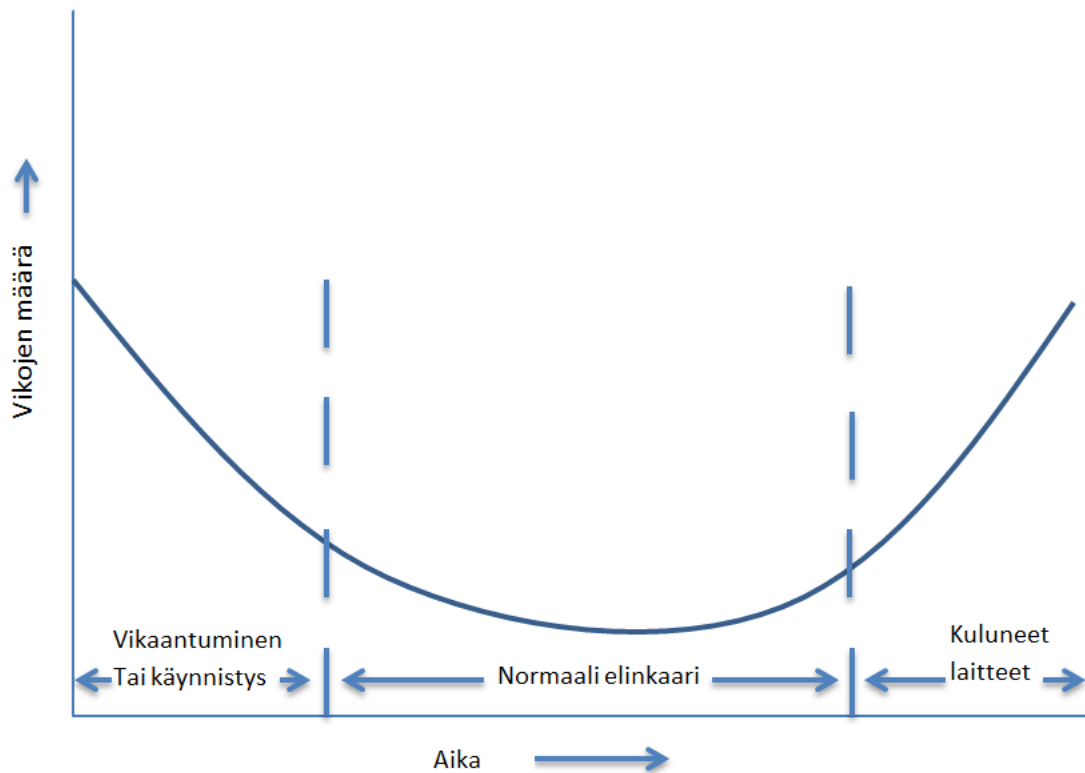 Vikojen määrä
Vikaantuminen
Tai käynnistys
Normaali elinkaari
Kuluneet
laitteet
Aika